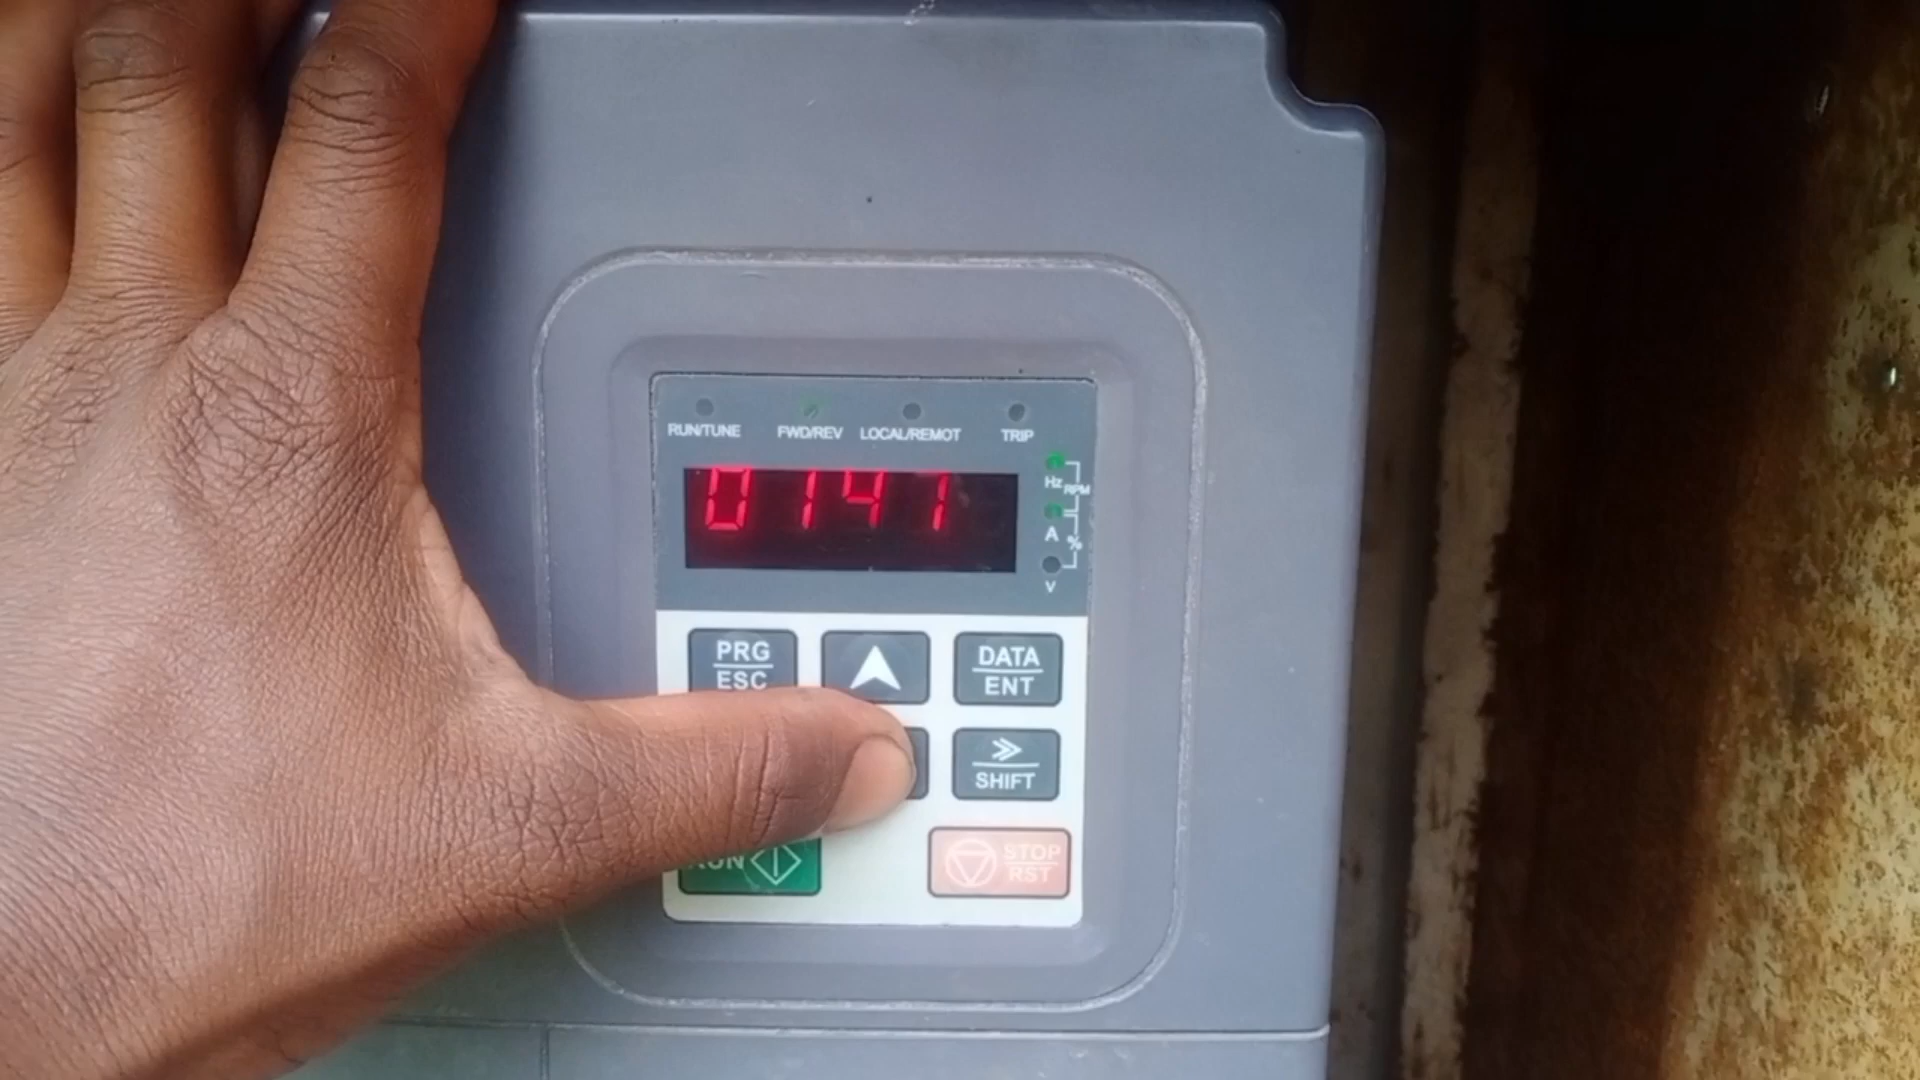 RUN/TUNE FWD/REV LOCAL/REMOT TRIP
0141
Hz
RPM
A
%
V
PRG
ESC
DATA
ENT
SHIFT
RUN
STOP
RST